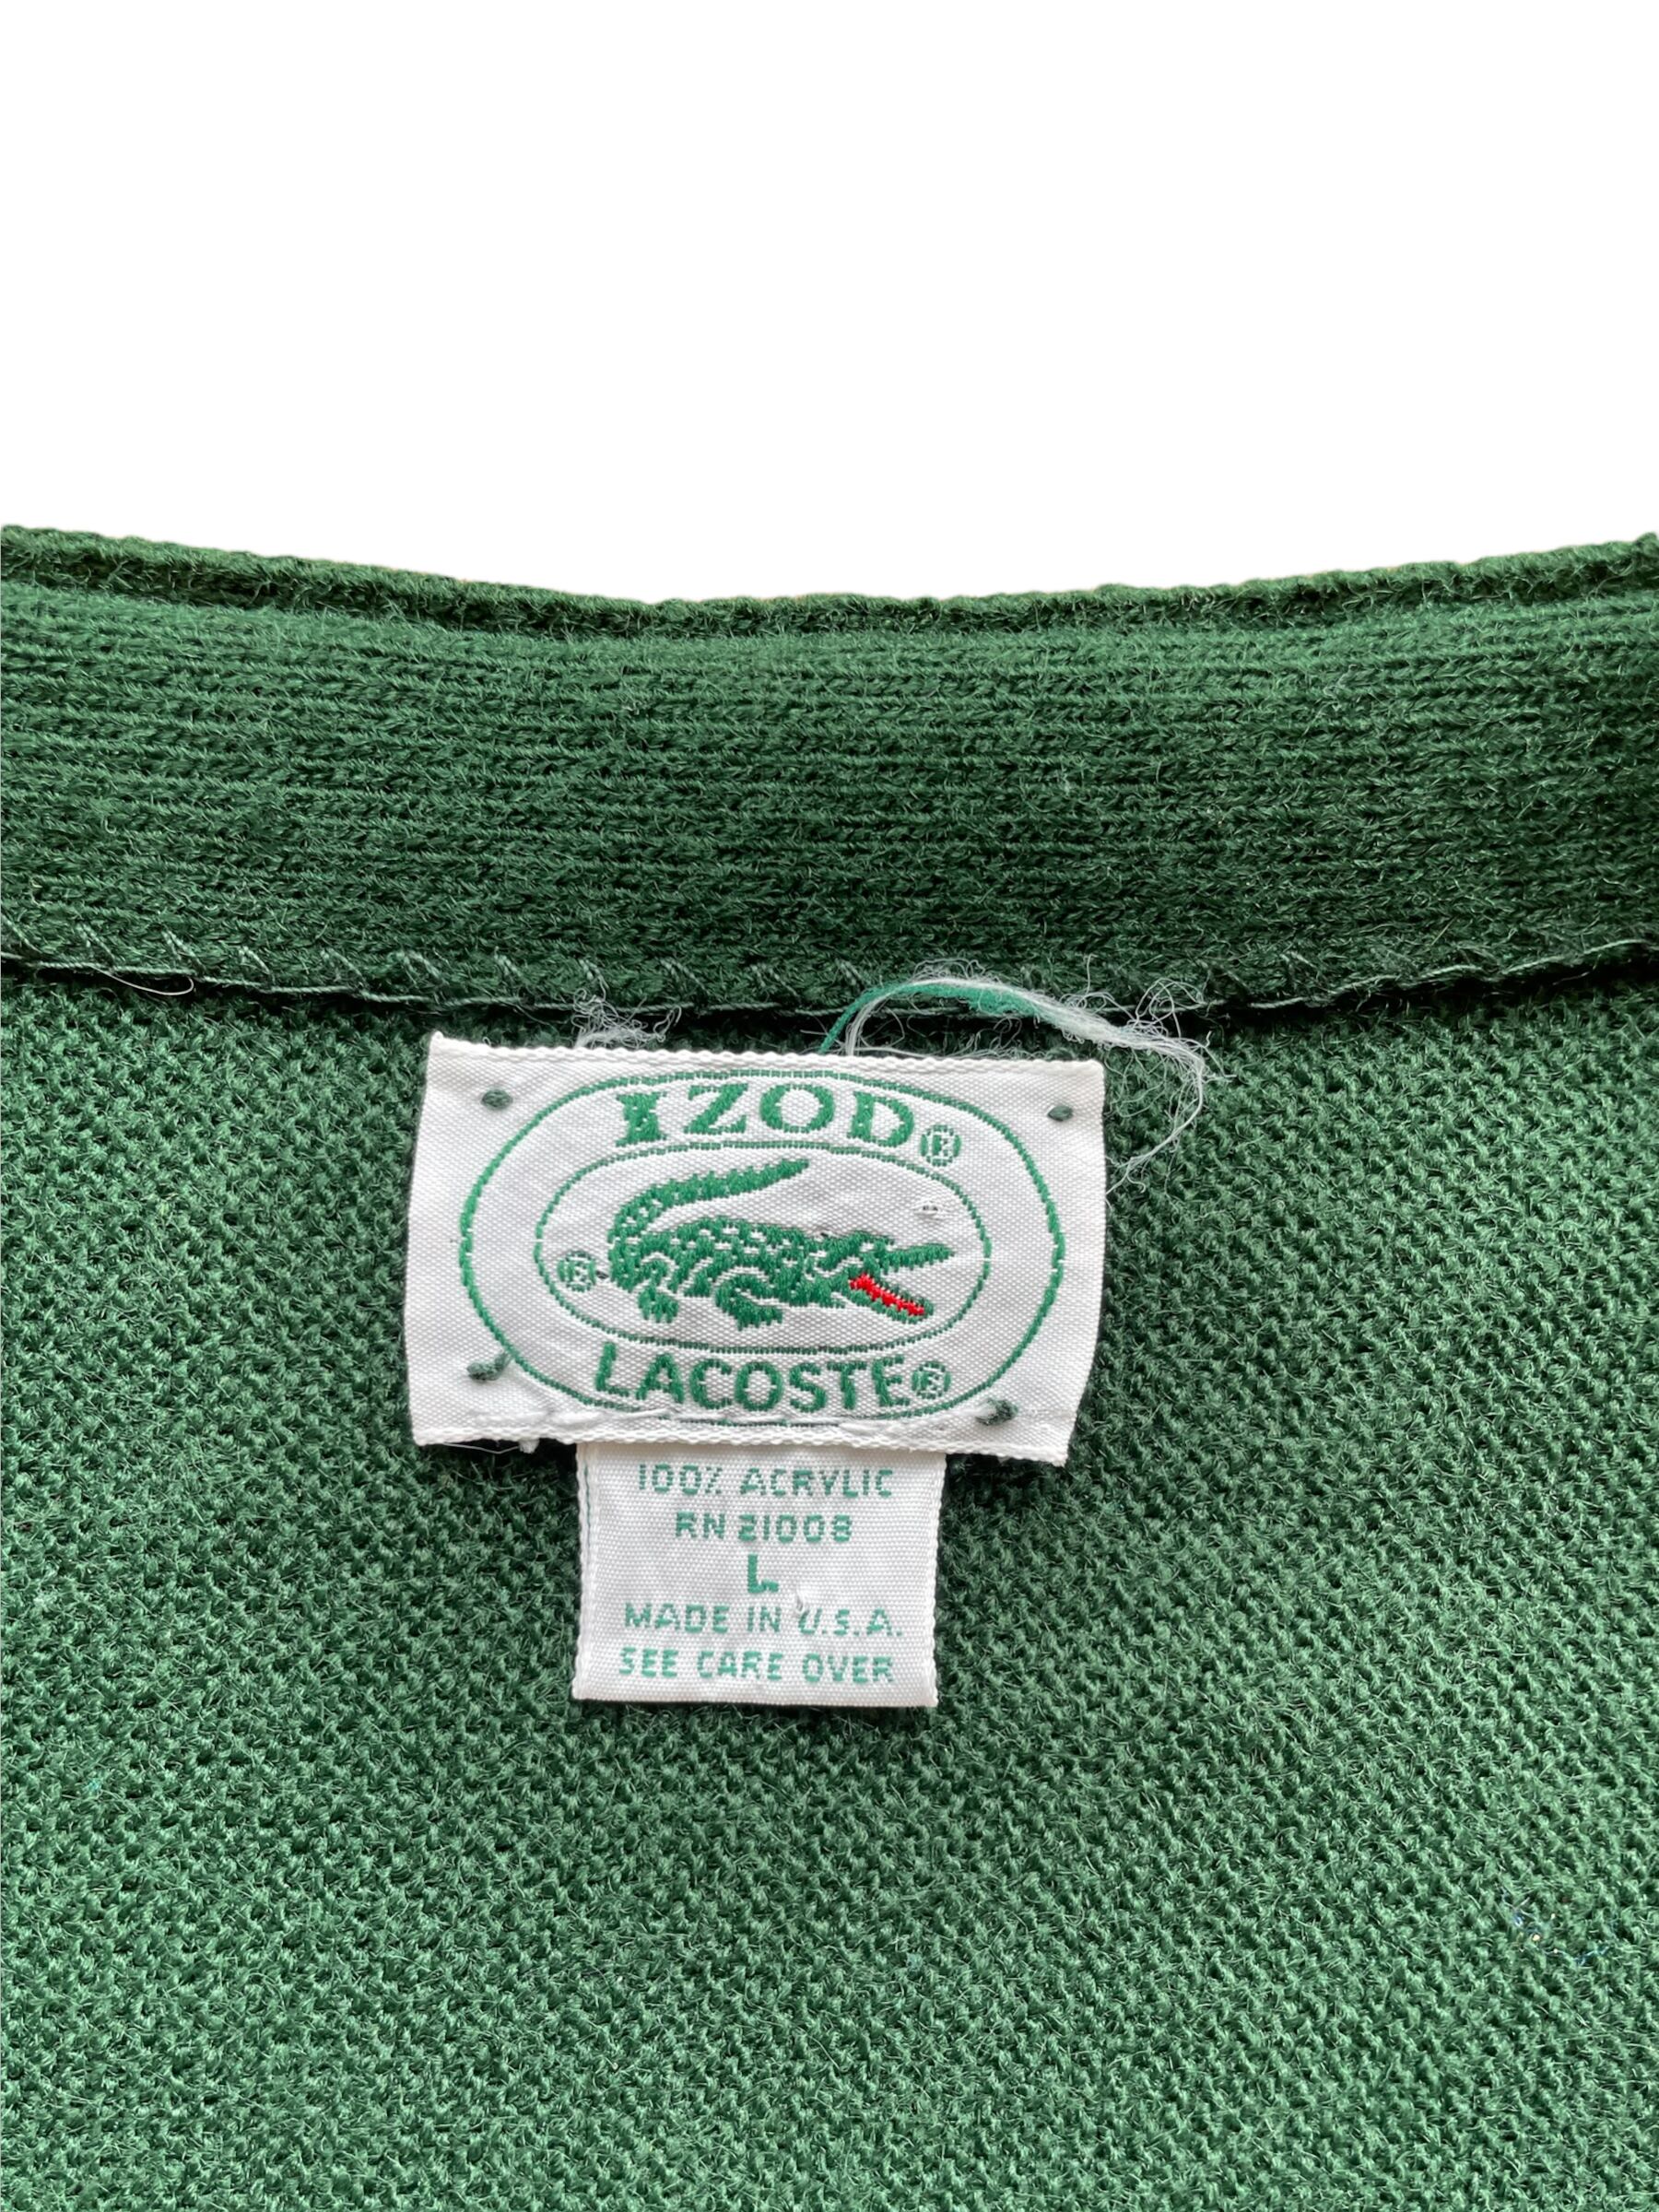 IZOD®
®
LACOSTE®
100% ACRYLIC
RN 21008
L
MADE IN U.S.A.
SEE CARE OVER